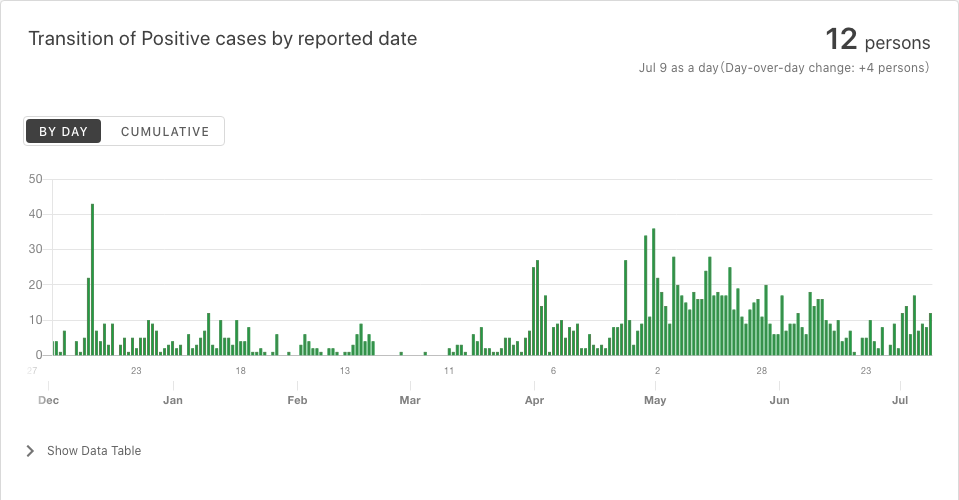 Transition of Positive cases by reported date
12 persons
Jul 9 as a day(Day-over-day change: +4 persons)
BY DAY CUMULATIVE
50
40
30
20
10
0
27 23 18 13 11 6 2 28 23
Dec Jan Feb Mar Apr May Jun Jul
Show Data Table